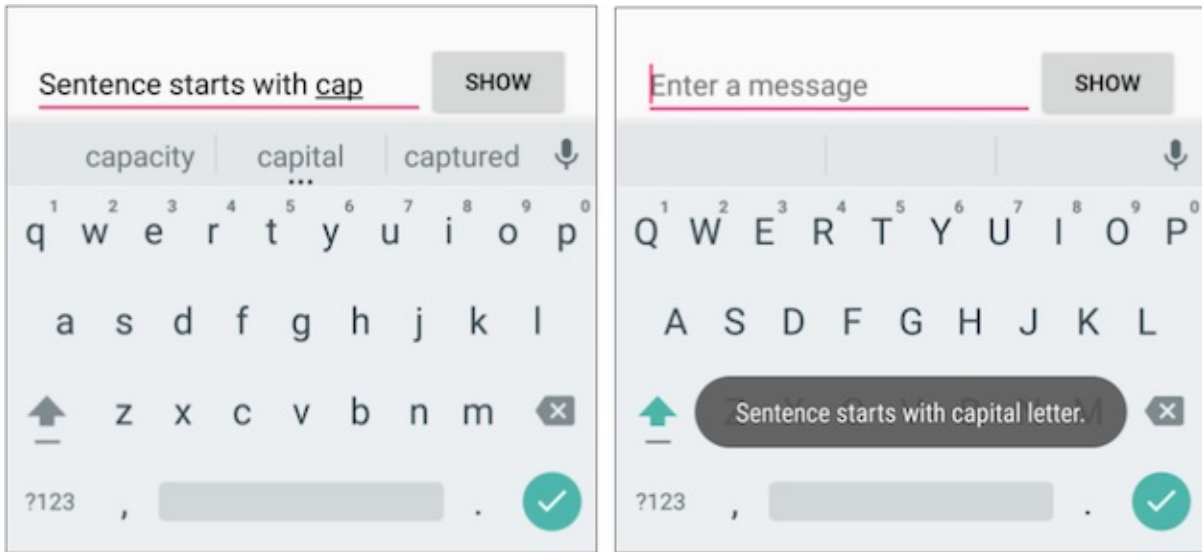 Sentence starts with cap
SHOW
capacity capital captured
1 2 3 4 5 6 7 8 9 0
q w e r t y u i o p
a s d f g h j k l
z x c v b n m
?123 , .
Enter a message
SHOW
1 2 3 4 5 6 7 8 9 0
Q W E R T Y U I O P
A S D F G H J K L
Sentence starts with capital letter.
?123 , .